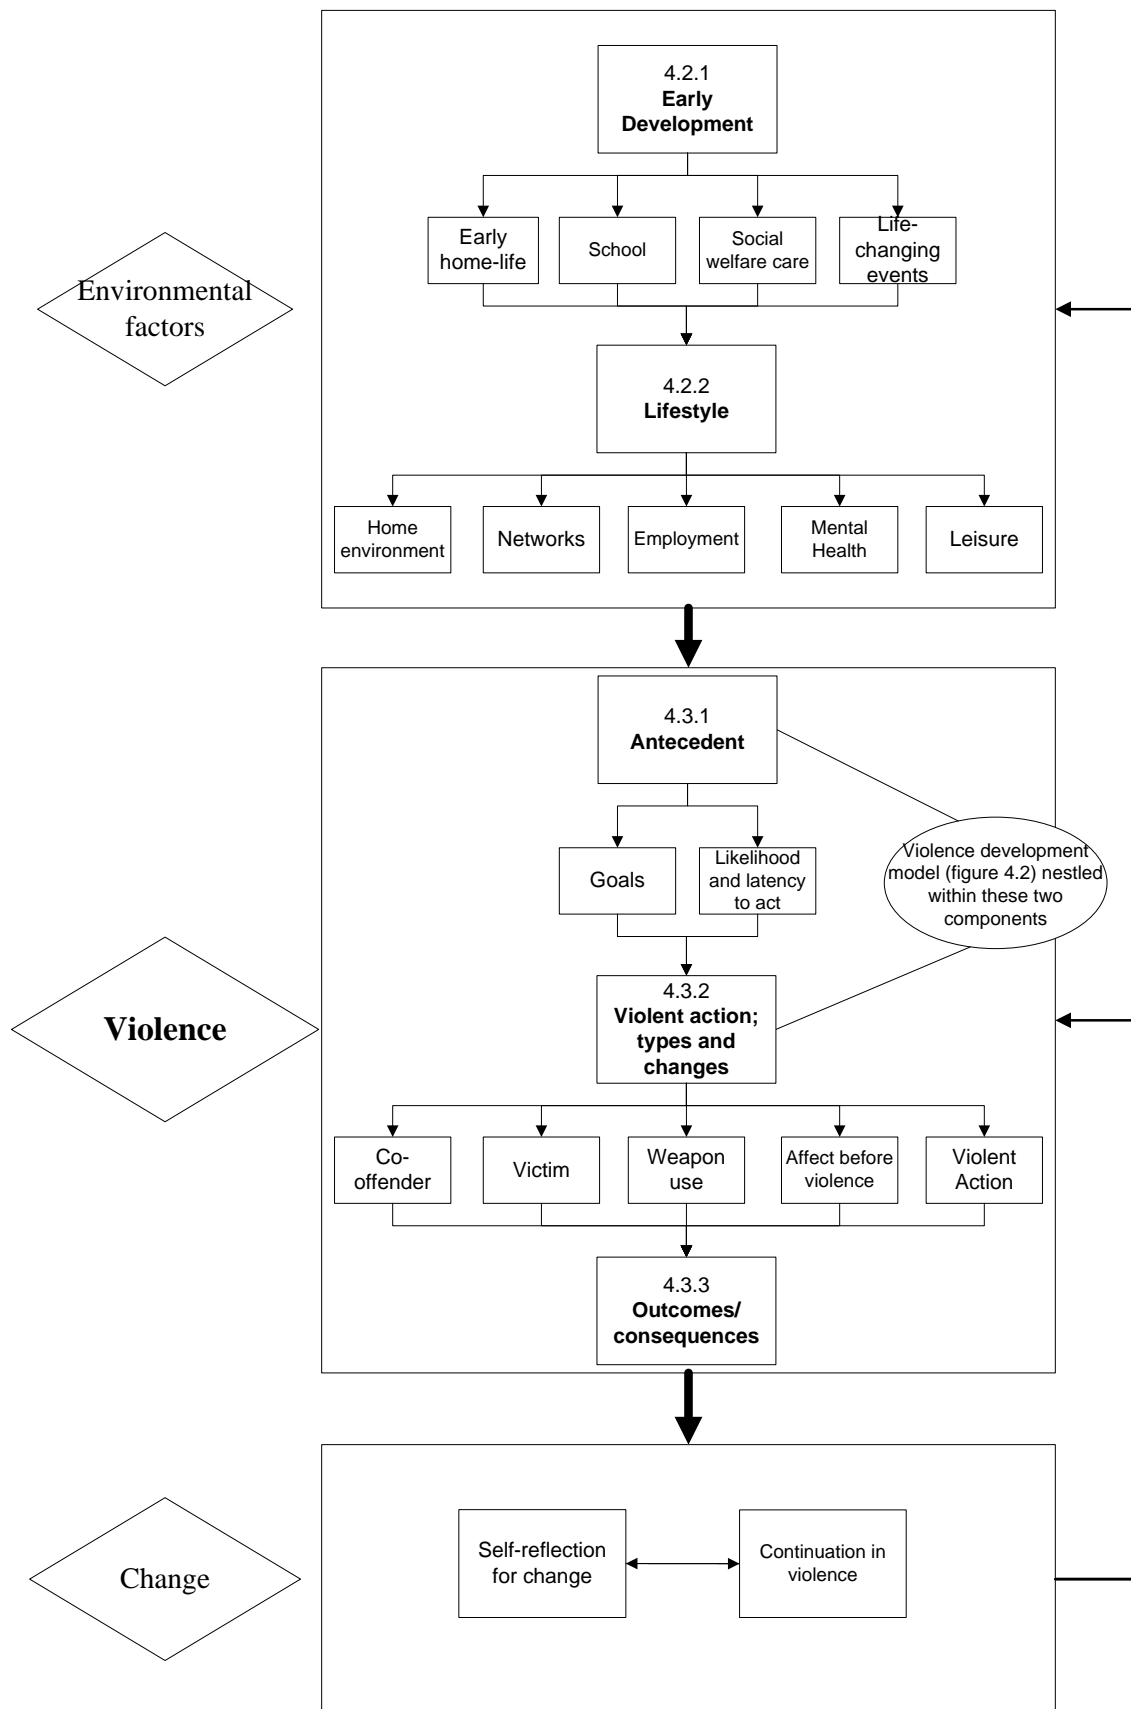 4.2.1
Early
Development
Early
home-life
School
Social
welfare care
Life-
changing
events
Environmental
factors
4.2.2
Lifestyle
Home
environment
Networks
Employment
Mental
Health
Leisure
4.3.1
Antecedent
Goals
Likelihood
and latency
to act
Violence development
model (figure 4.2) nestled
within these two
components
Violence
4.3.2
Violent action;
types and
changes
Co-
offender
Victim
Weapon
use
Affect before
violence
Violent
Action
4.3.3
Outcomes/
consequences
Change
Self-reflection
for change
Continuation in
violence